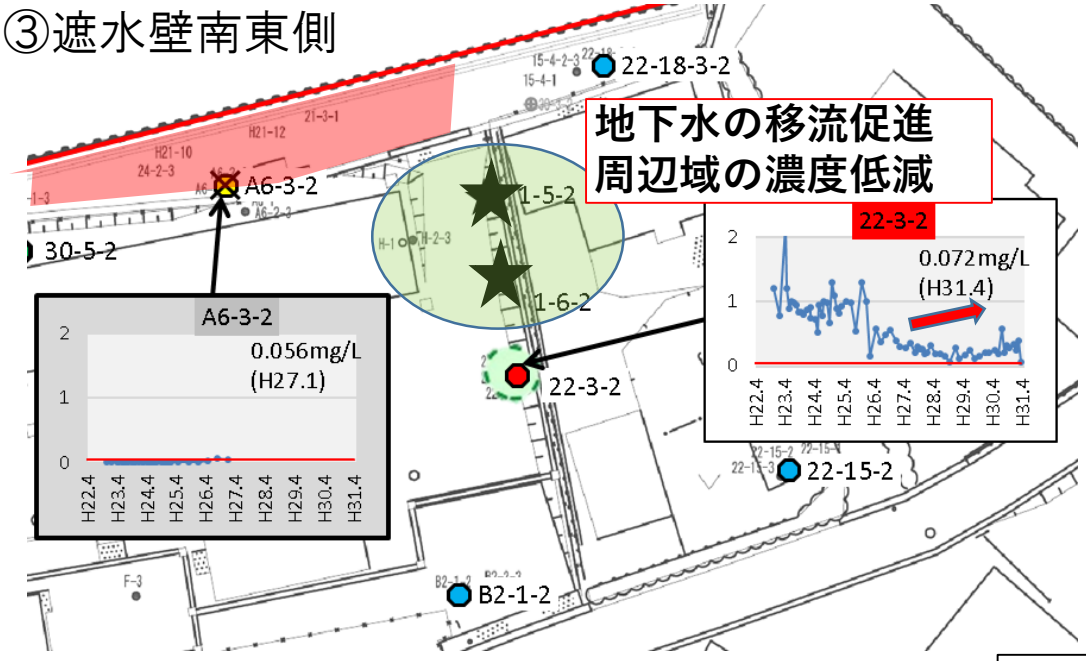 ③遮水壁南東側
15-4-2-3
22-18-3-2
15-4-1
地下水の移流促進
周辺域の濃度低減
21-3-1
H21-12
H21-10
24-2-3
A6-3-2
A6-2-3
1-5-2
H-1
H-2-3
30-5-2
1-6-2
22-3-2
0.072mg/L
(H31.4)
2
1
0
H22.4
H23.4
H24.4
H25.4
H26.4
H27.4
H28.4
H29.4
H30.4
H31.4
A6-3-2
0.056mg/L
(H27.1)
2
1
0
H22.4
H23.4
H24.4
H25.4
H26.4
H27.4
H28.4
H29.4
H30.4
H31.4
22-3-2
22-15-2
22-15-3
22-15-2
F-3
B2-1-2
B2-1-2